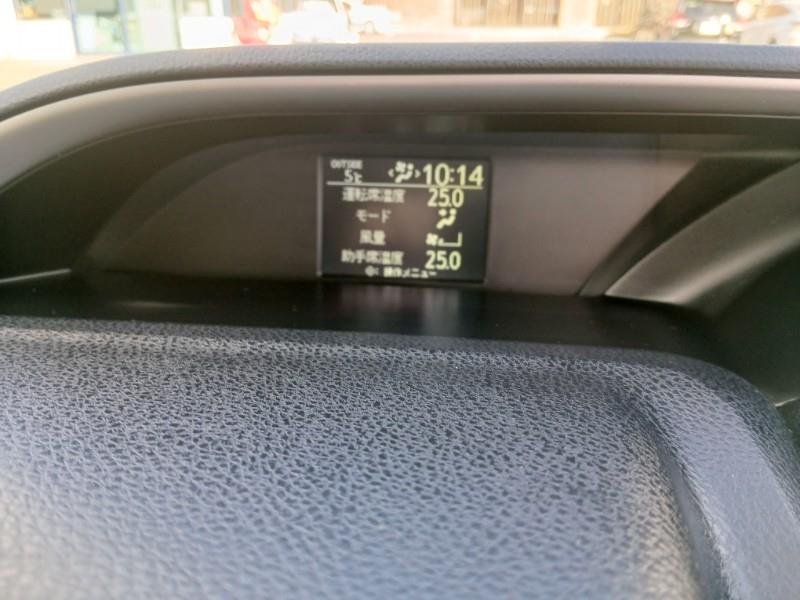 OUTSIDE
5℃ 10:14
運転席温度 25.0
モード
風量
助手席温度 25.0
操作メニュー